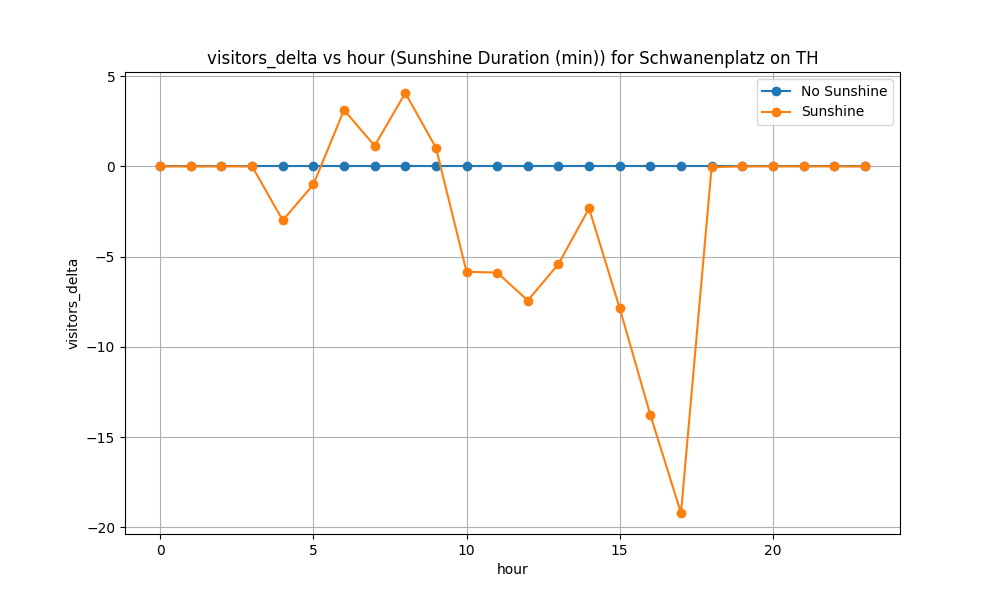 visitors_delta vs hour (Sunshine Duration (min)) for Schwanenplatz on TH
No Sunshine
Sunshine
5
0
−5
−10
−15
−20
visitors_delta
0 5 10 15 20
hour